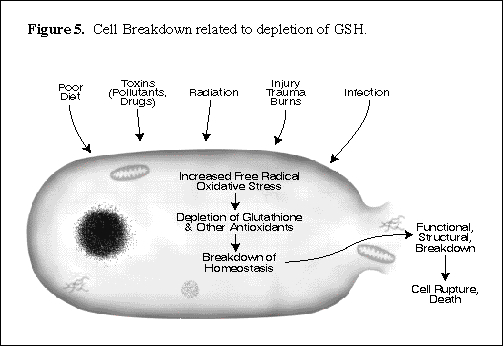 Figure 5. Cell Breakdown related to depletion of GSH.
Poor
Diet
Toxins
(Pollutants,
Drugs)
Radiation
Injury
Trauma
Burns
Infection
Increased Free Radical
Oxidative Stress
Depletion of Glutathione
& Other Antioxidants
Breakdown of
Homeostasis
Functional,
Structural,
Breakdown
Cell Rupture,
Death